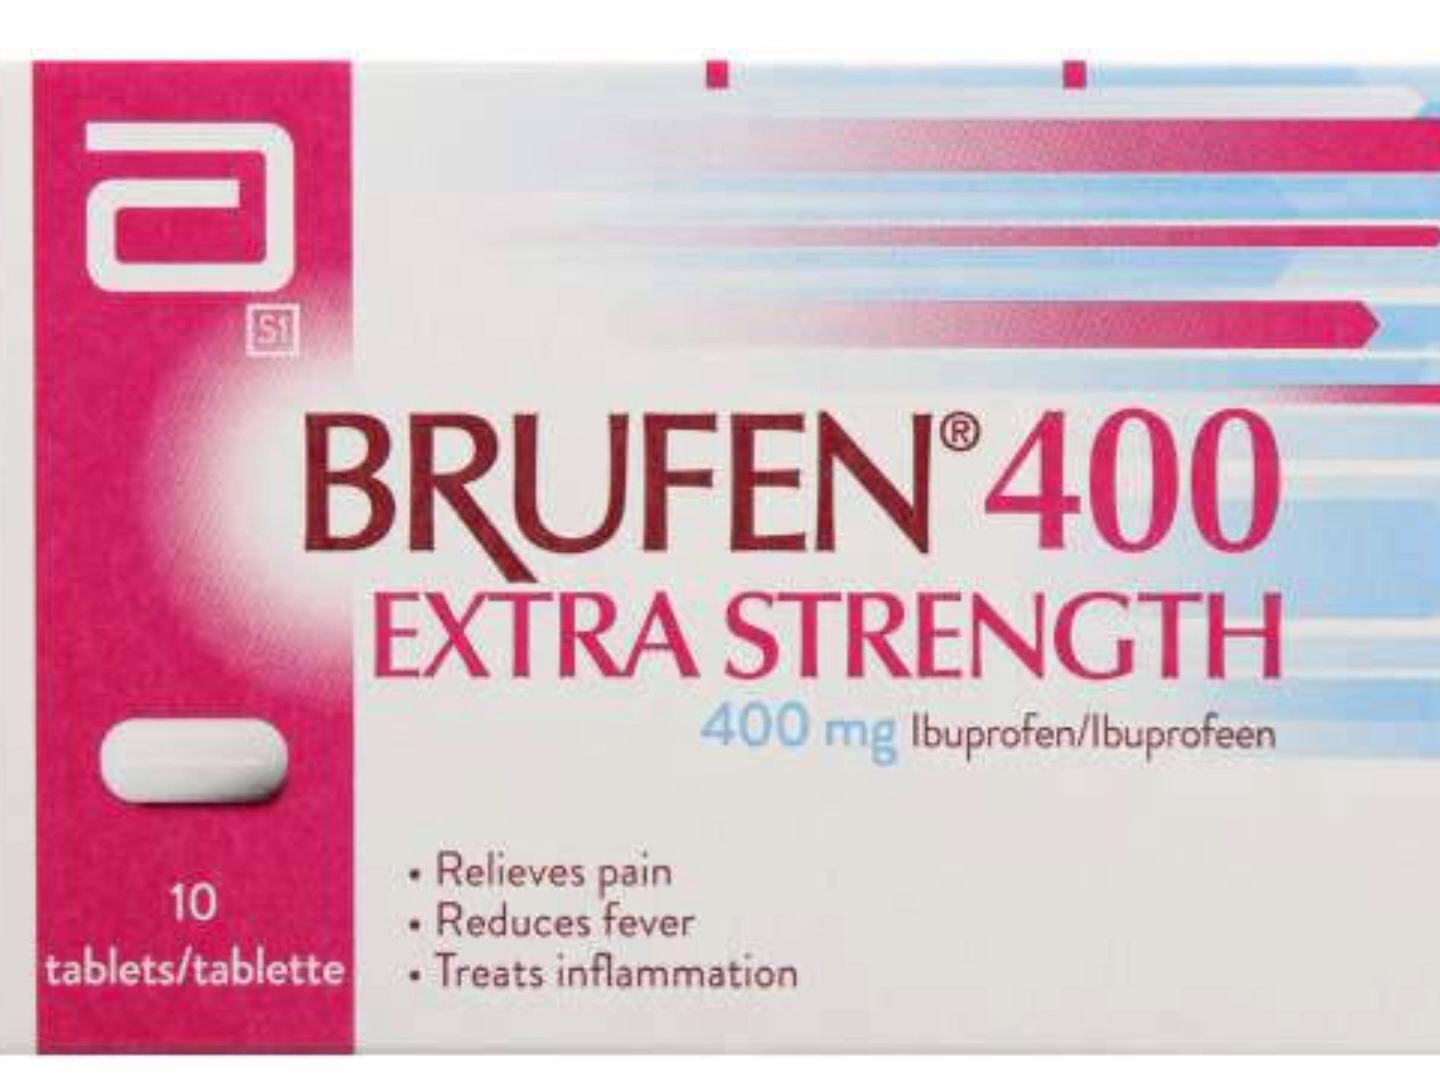 S1
BRUFEN® 400
EXTRA STRENGTH
400 mg Ibuprofen/Ibuprofeen
• Relieves pain
• Reduces fever
• Treats inflammation
10
tablets/tablette